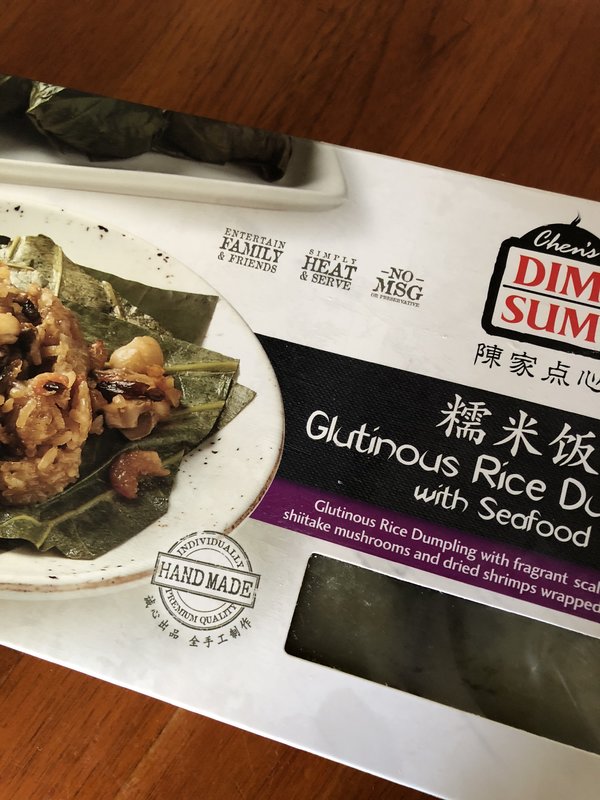 ENTERTAIN
FAMILY
& FRIENDS
SIMPLY
HEAT
& SERVE
-NO-
MSG
OR PRESERVATIVE
Chen's
DIM
SUM
陳家点心
糯米饭
Glutinous Rice Du
with Seafood
Glutinous Rice Dumpling with fragrant scal
shiitake mushrooms and dried shrimps wrapped
INDIVIDUALLY
HAND MADE
PREMIUM QUALITY
誠心出品 全手工制作